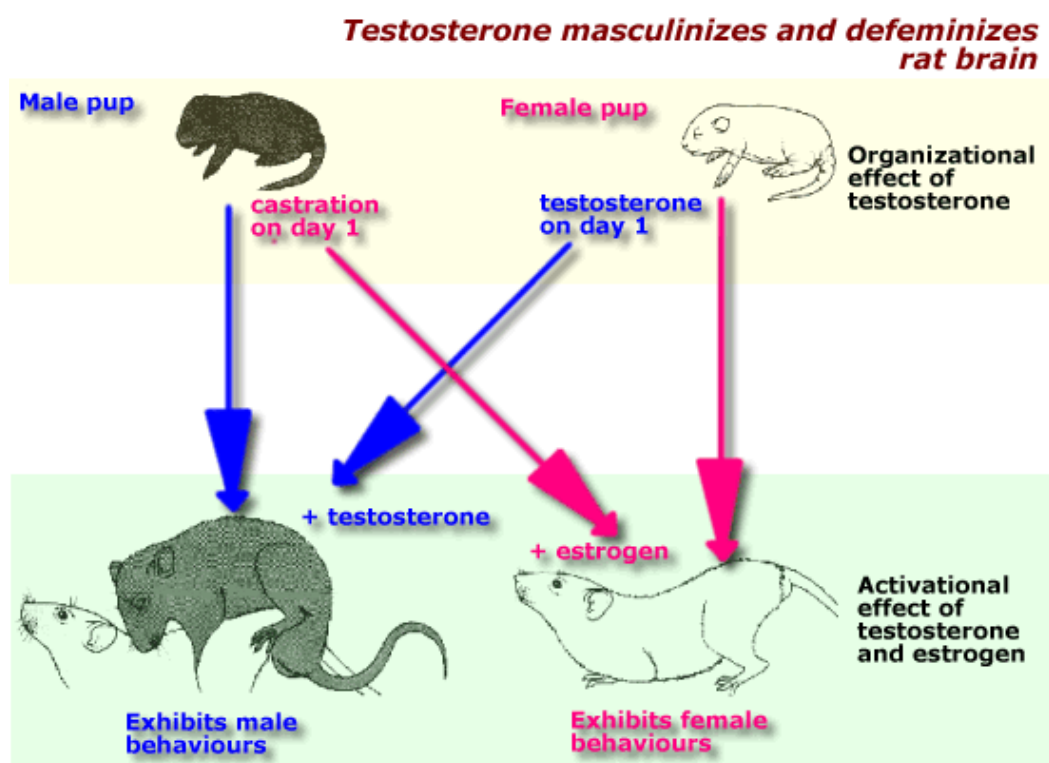 Testosterone masculinizes and defeminizes
rat brain
Male pup
Female pup
Organizational
effect of
testosterone
castration
on day 1
testosterone
on day 1
+ testosterone
+ estrogen
Activational
effect of
testosterone
and estrogen
Exhibits male
behaviours
Exhibits female
behaviours